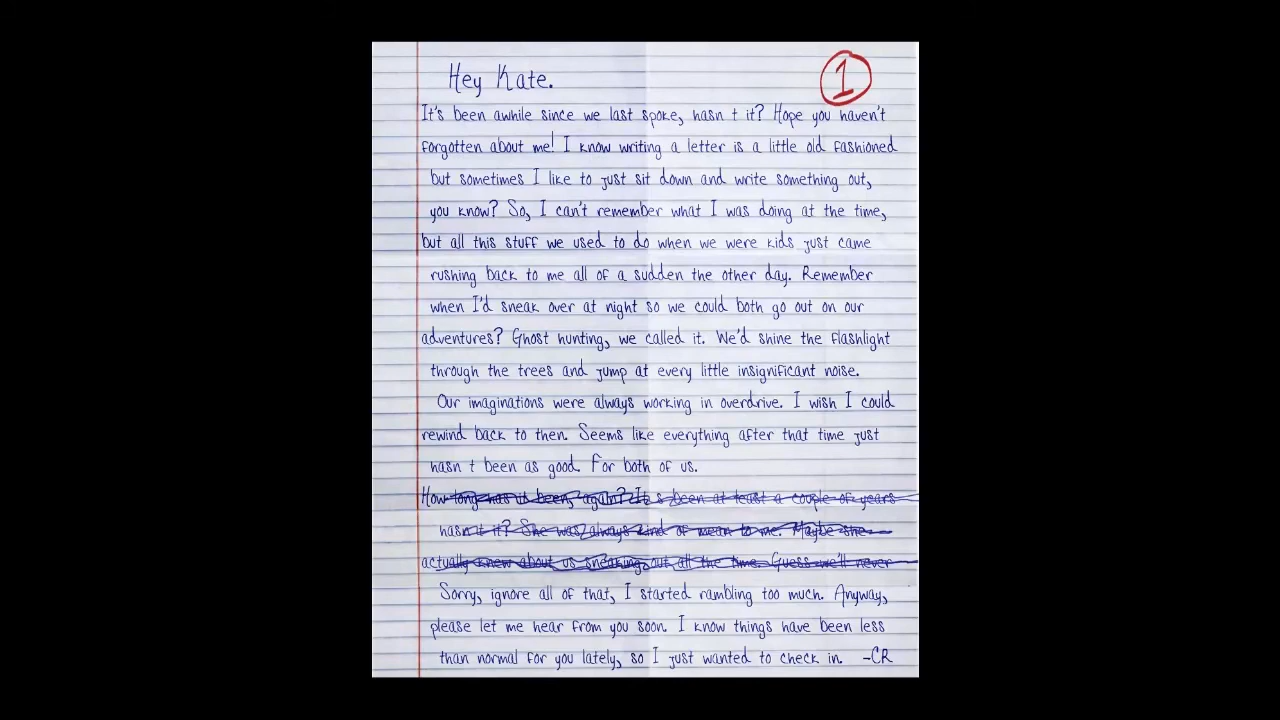 Hey Kate.
1
It's been awhile since we last spoke, hasn t it? Hope you haven't
forgotten about me! I know writing a letter is a little old fashioned
but sometimes I like to just sit down and write something out,
you know? So, I can't remember what I was doing at the time,
but all this stuff we used to do when we were kids just came
rushing back to me all of a sudden the other day. Remember
when I'd sneak over at night so we could both go out on our
adventures? Ghost hunting, we called it. We'd shine the flashlight
through the trees and jump at every little insignificant noise.
Our imaginations were always working in overdrive. I wish I could
rewind back to then. Seems like everything after that time just
hasn t been as good. For both of us.
How long has it been, again? It s been at least a couple of years
hasn t it? She was always kind of mean to me. Maybe she
actually knew about us sneaking out all the time. Guess we'll never
Sorry, ignore all of that, I started rambling too much. Anyway,
please let me hear from you soon. I know things have been less
than normal for you lately, so I just wanted to check in. -CR